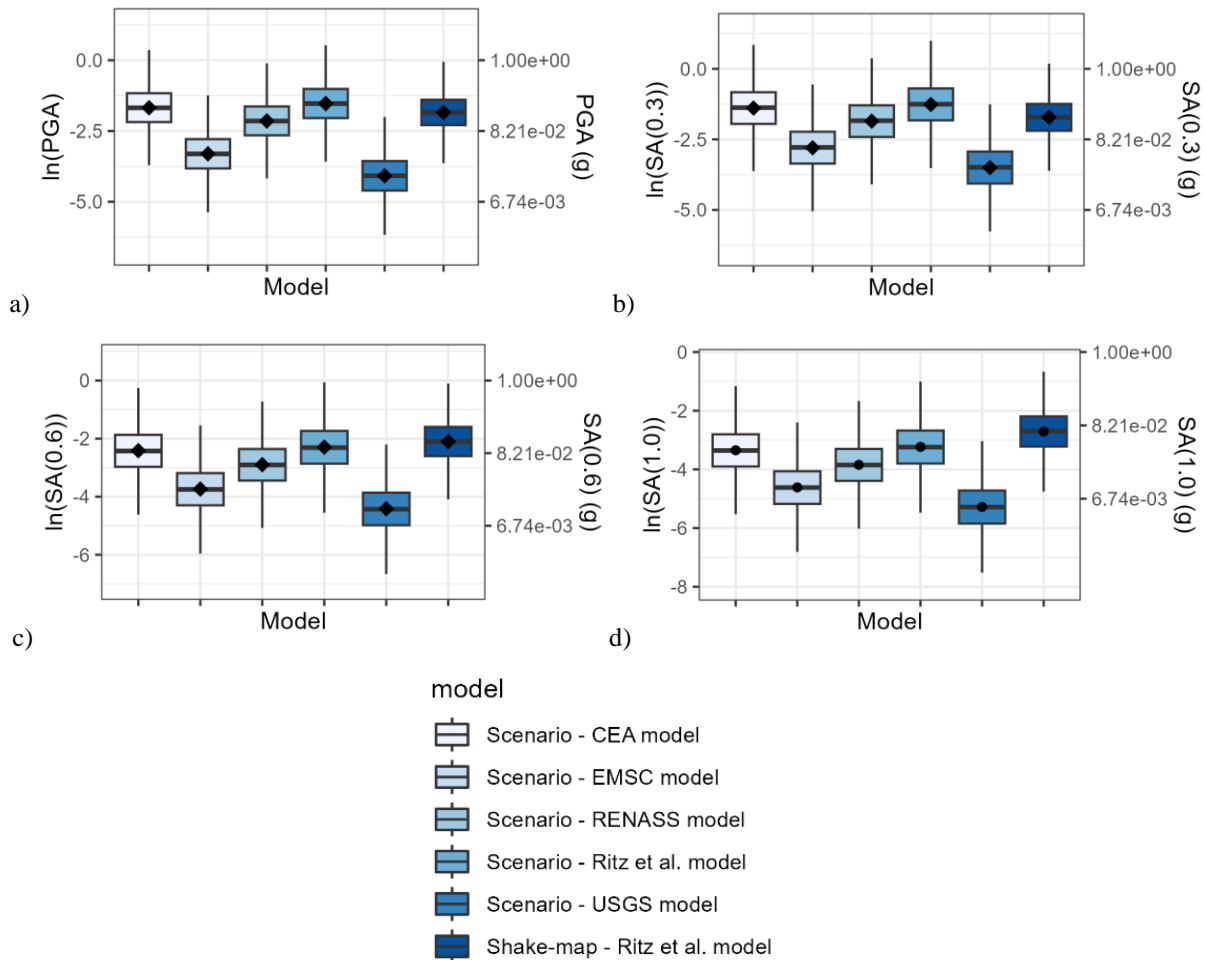 ln(PGA)
0.0
-2.5
-5.0
1.00e+00
8.21e-02
6.74e-03
PGA (g)
Model
a)
ln(SA(0.3))
0.0
-2.5
-5.0
1.00e+00
8.21e-02
6.74e-03
SA(0.3) (g)
Model
b)
ln(SA(0.6))
0
-2
-4
-6
1.00e+00
8.21e-02
6.74e-03
SA(0.6) (g)
Model
c)
ln(SA(1.0))
0
-2
-4
-6
-8
1.00e+00
8.21e-02
6.74e-03
SA(1.0) (g)
Model
d)
model
Scenario - CEA model
Scenario - EMSC model
Scenario - RENASS model
Scenario - Ritz et al. model
Scenario - USGS model
Shake-map - Ritz et al. model